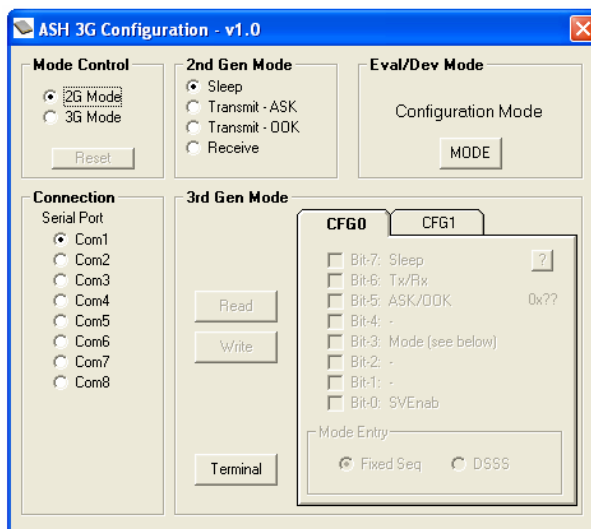 ASH 3G Configuration - v1.0
Mode Control
2G Mode
3G Mode
Reset
2nd Gen Mode
Sleep
Transmit - ASK
Transmit - OOK
Receive
Eval/Dev Mode
Configuration Mode
MODE
Connection
Serial Port
Com1
Com2
Com3
Com4
Com5
Com6
Com7
Com8
3rd Gen Mode
Read
Write
Terminal
CFG0
CFG1
Bit-7: Sleep
?
Bit-6: Tx/Rx
Bit-5: ASK/OOK
0x??
Bit-4: -
Bit-3: Mode (see below)
Bit-2: -
Bit-1: -
Bit-0: SVEnab
Mode Entry
Fixed Seq
DSSS